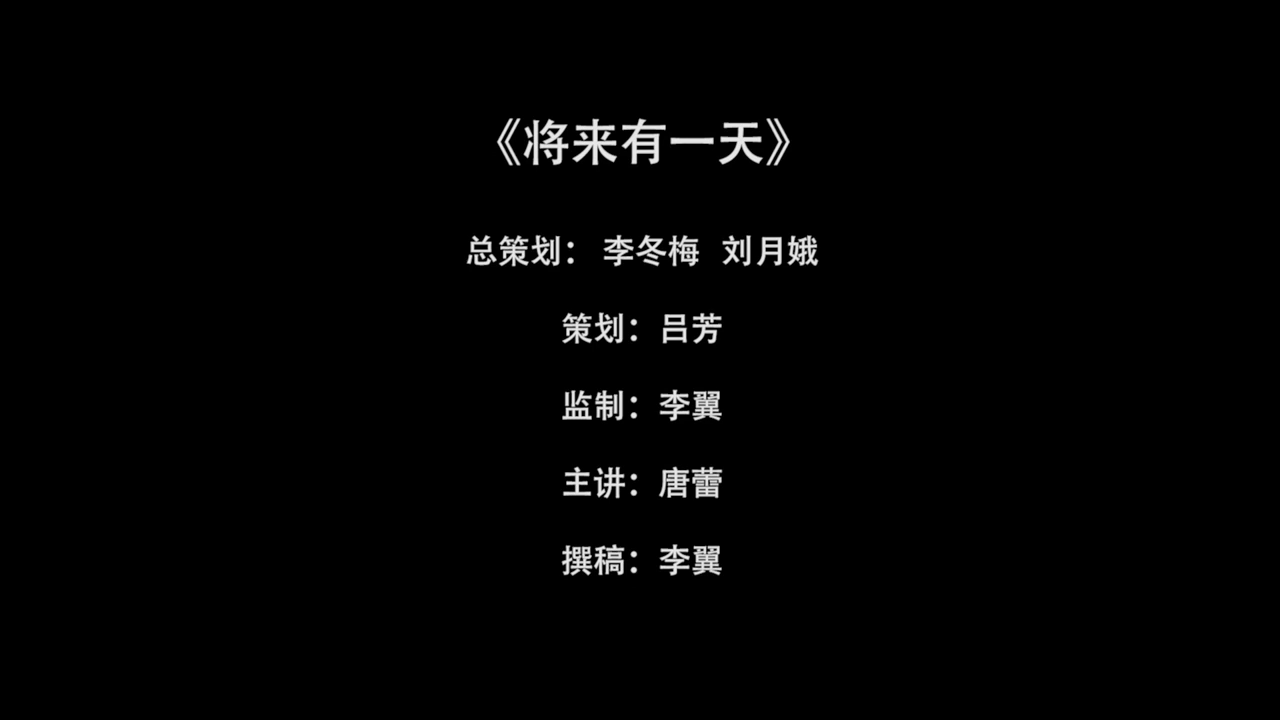 《将来有一天》
总策划： 李冬梅 刘月娥
策划：吕芳
监制：李翼
主讲：唐蕾
撰稿：李翼